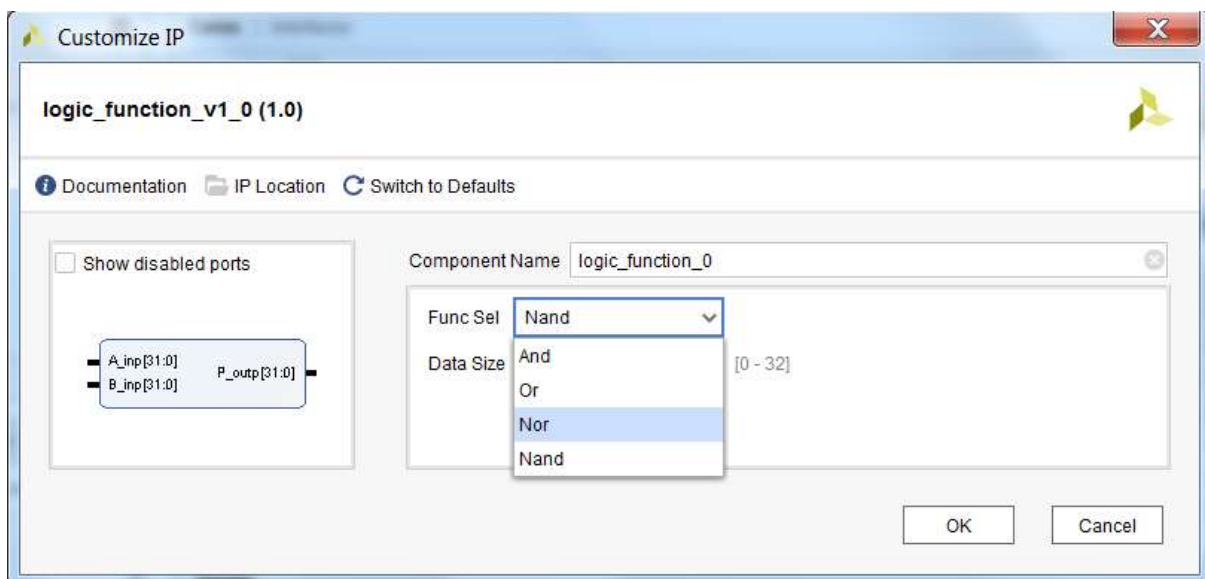 Customize IP
logic_function_v1_0 (1.0)
Documentation IP Location Switch to Defaults
Show disabled ports
A_inp[31:0]
B_inp[31:0]
P_outp[31:0]
Component Name logic_function_0
Func Sel Nand
Data Size [0 - 32]
And
Or
Nor
Nand
OK Cancel